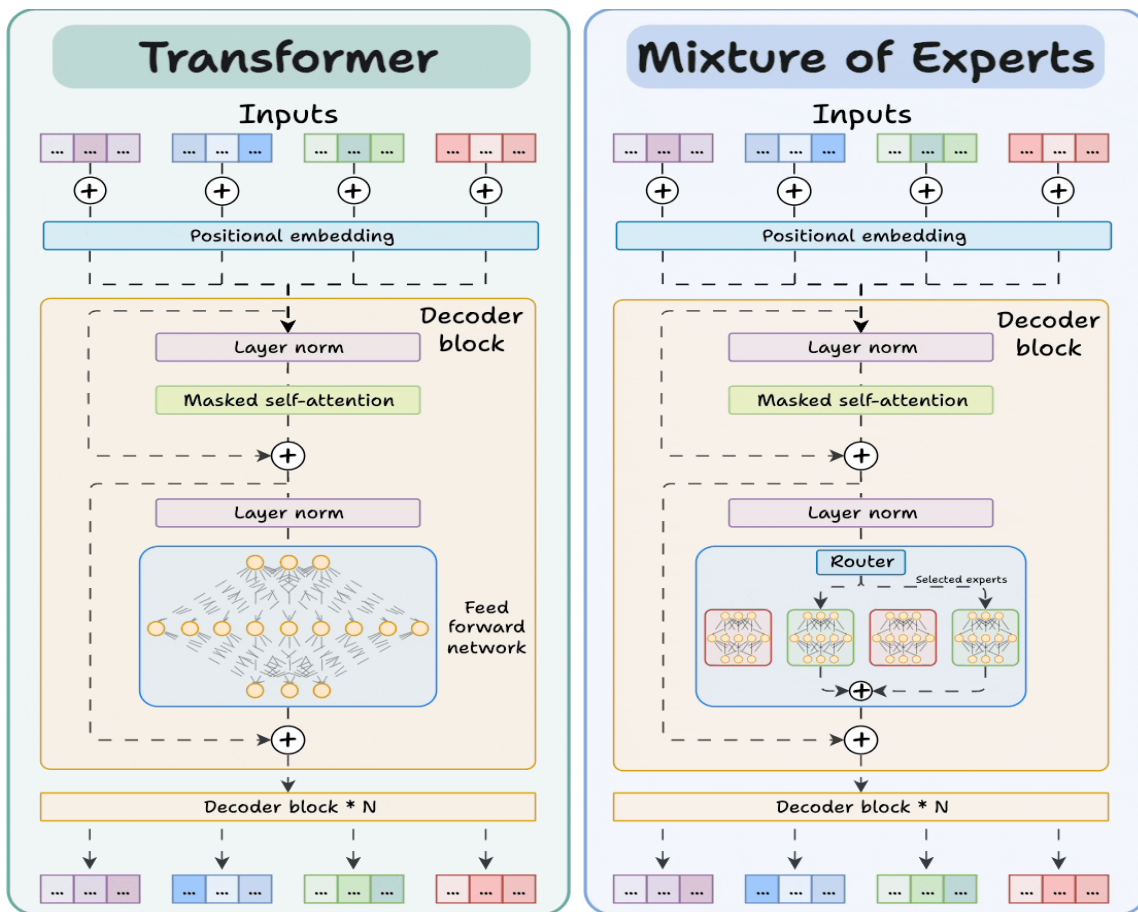 Transformer
Inputs
... ... ...
... ... ...
... ... ...
... ... ...
+ + + +
Positional embedding
Decoder
block
Layer norm
Masked self-attention
+
Layer norm
Feed
forward
network
+
Decoder block * N
... ... ...
... ... ...
... ... ...
... ... ...
Mixture of Experts
Inputs
... ... ...
... ... ...
... ... ...
... ... ...
+ + + +
Positional embedding
Decoder
block
Layer norm
Masked self-attention
+
Layer norm
Router
Selected experts
+
+
Decoder block * N
... ... ...
... ... ...
... ... ...
... ... ...